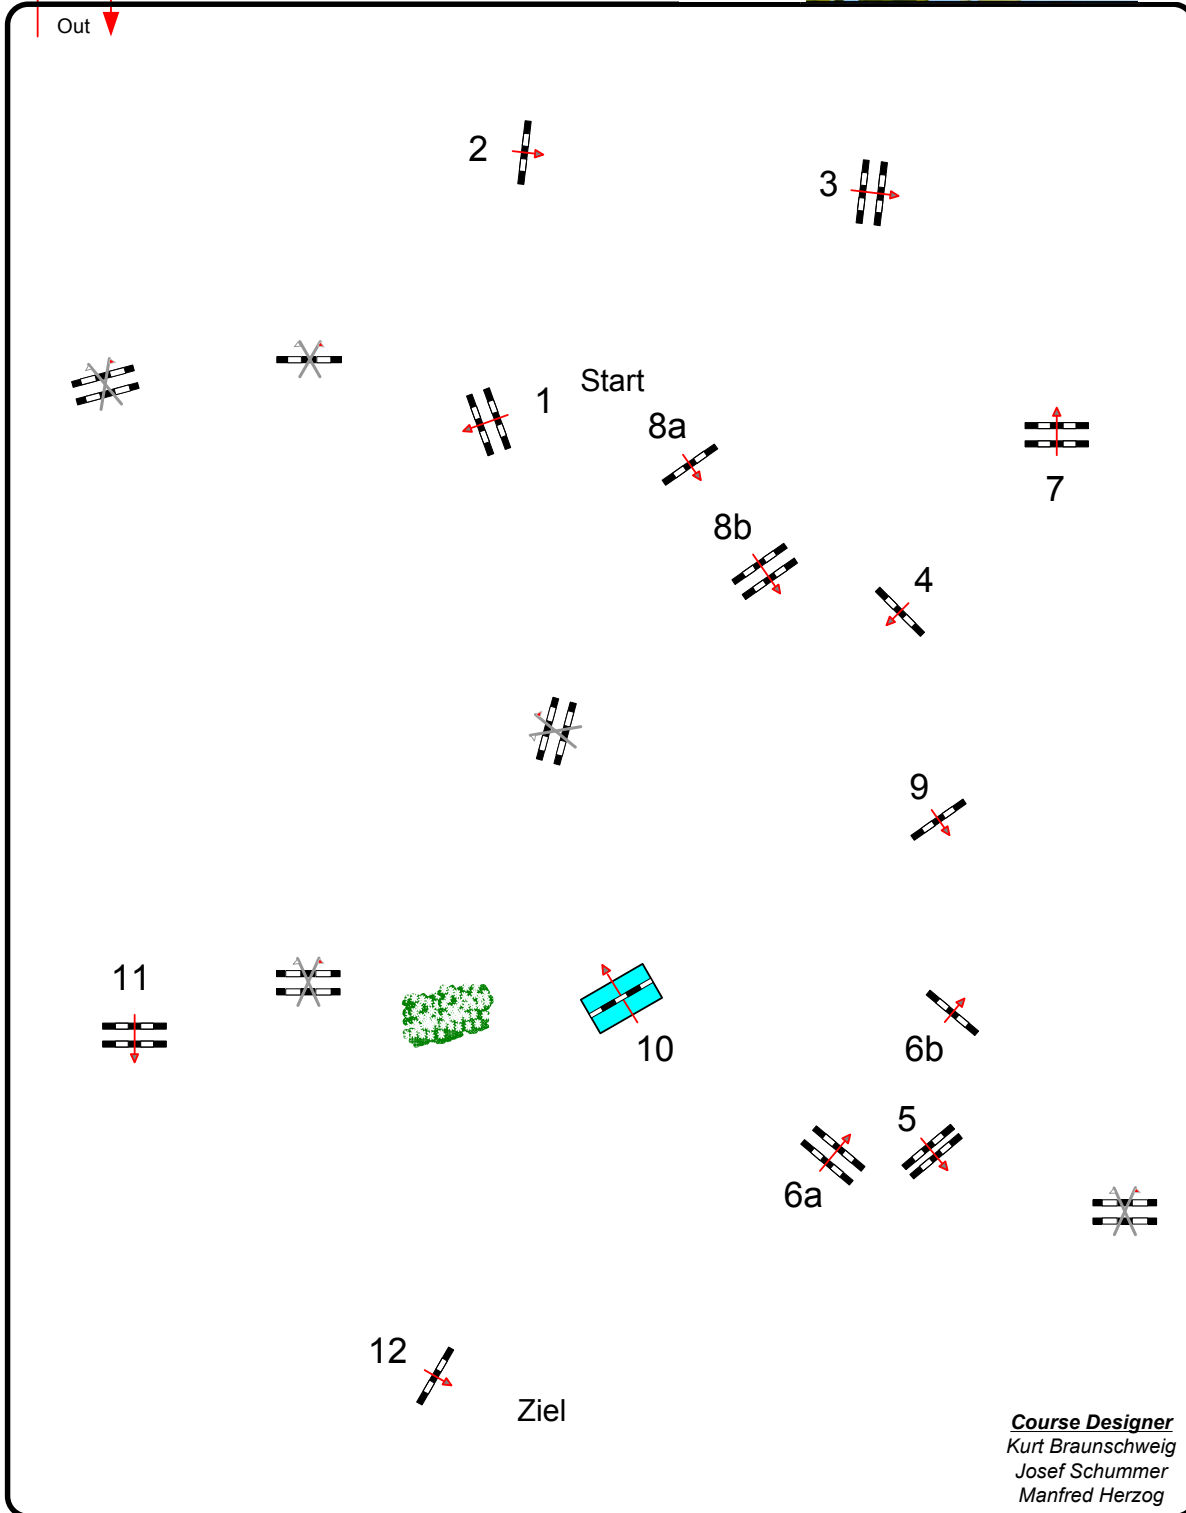 Out
2
3
1
Start
8a
7
8b
4
9
11
10
6b
5
6a
12
Ziel
Course Designer
Kurt Braunschweig
Josef Schummer
Manfred Herzog